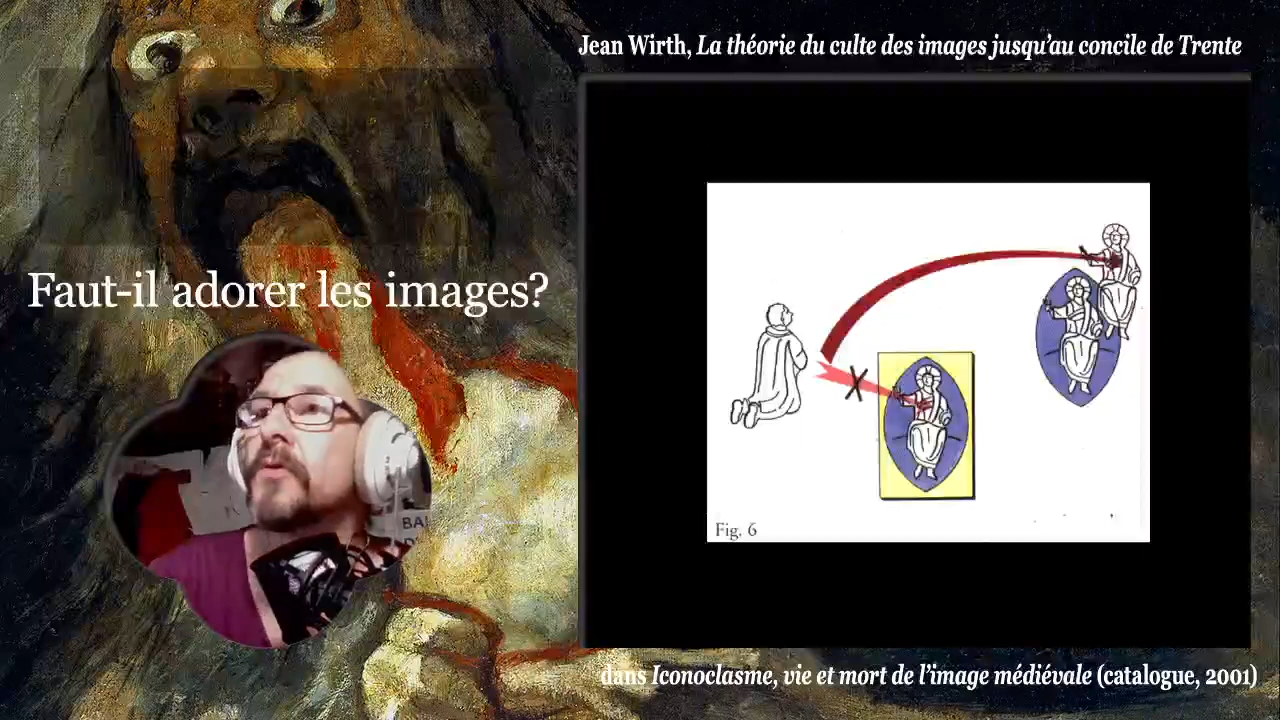 Jean Wirth, La théorie du culte des images jusqu'au concile de Trente
Faut-il adorer les images?
Fig. 6
BAI
dans Iconoclasme, vie et mort de l'image médiévale (catalogue, 2001)